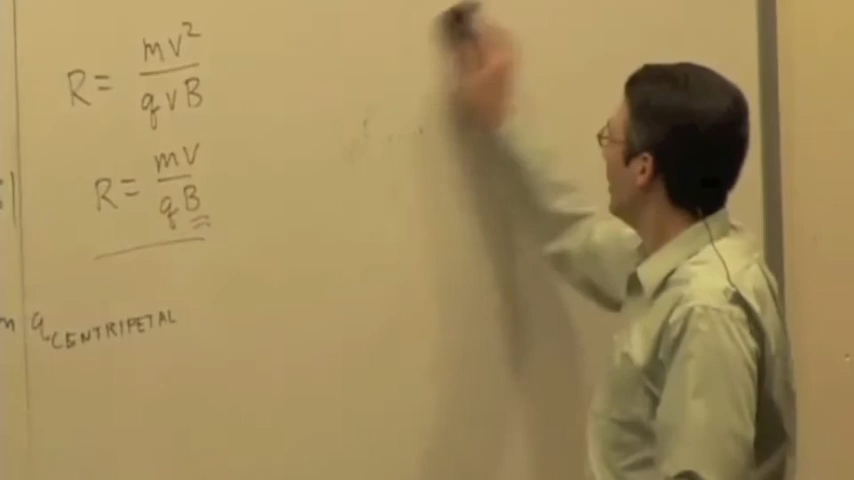 R = mv²/qvB
R = mv/qB
m a CENTRIPETAL